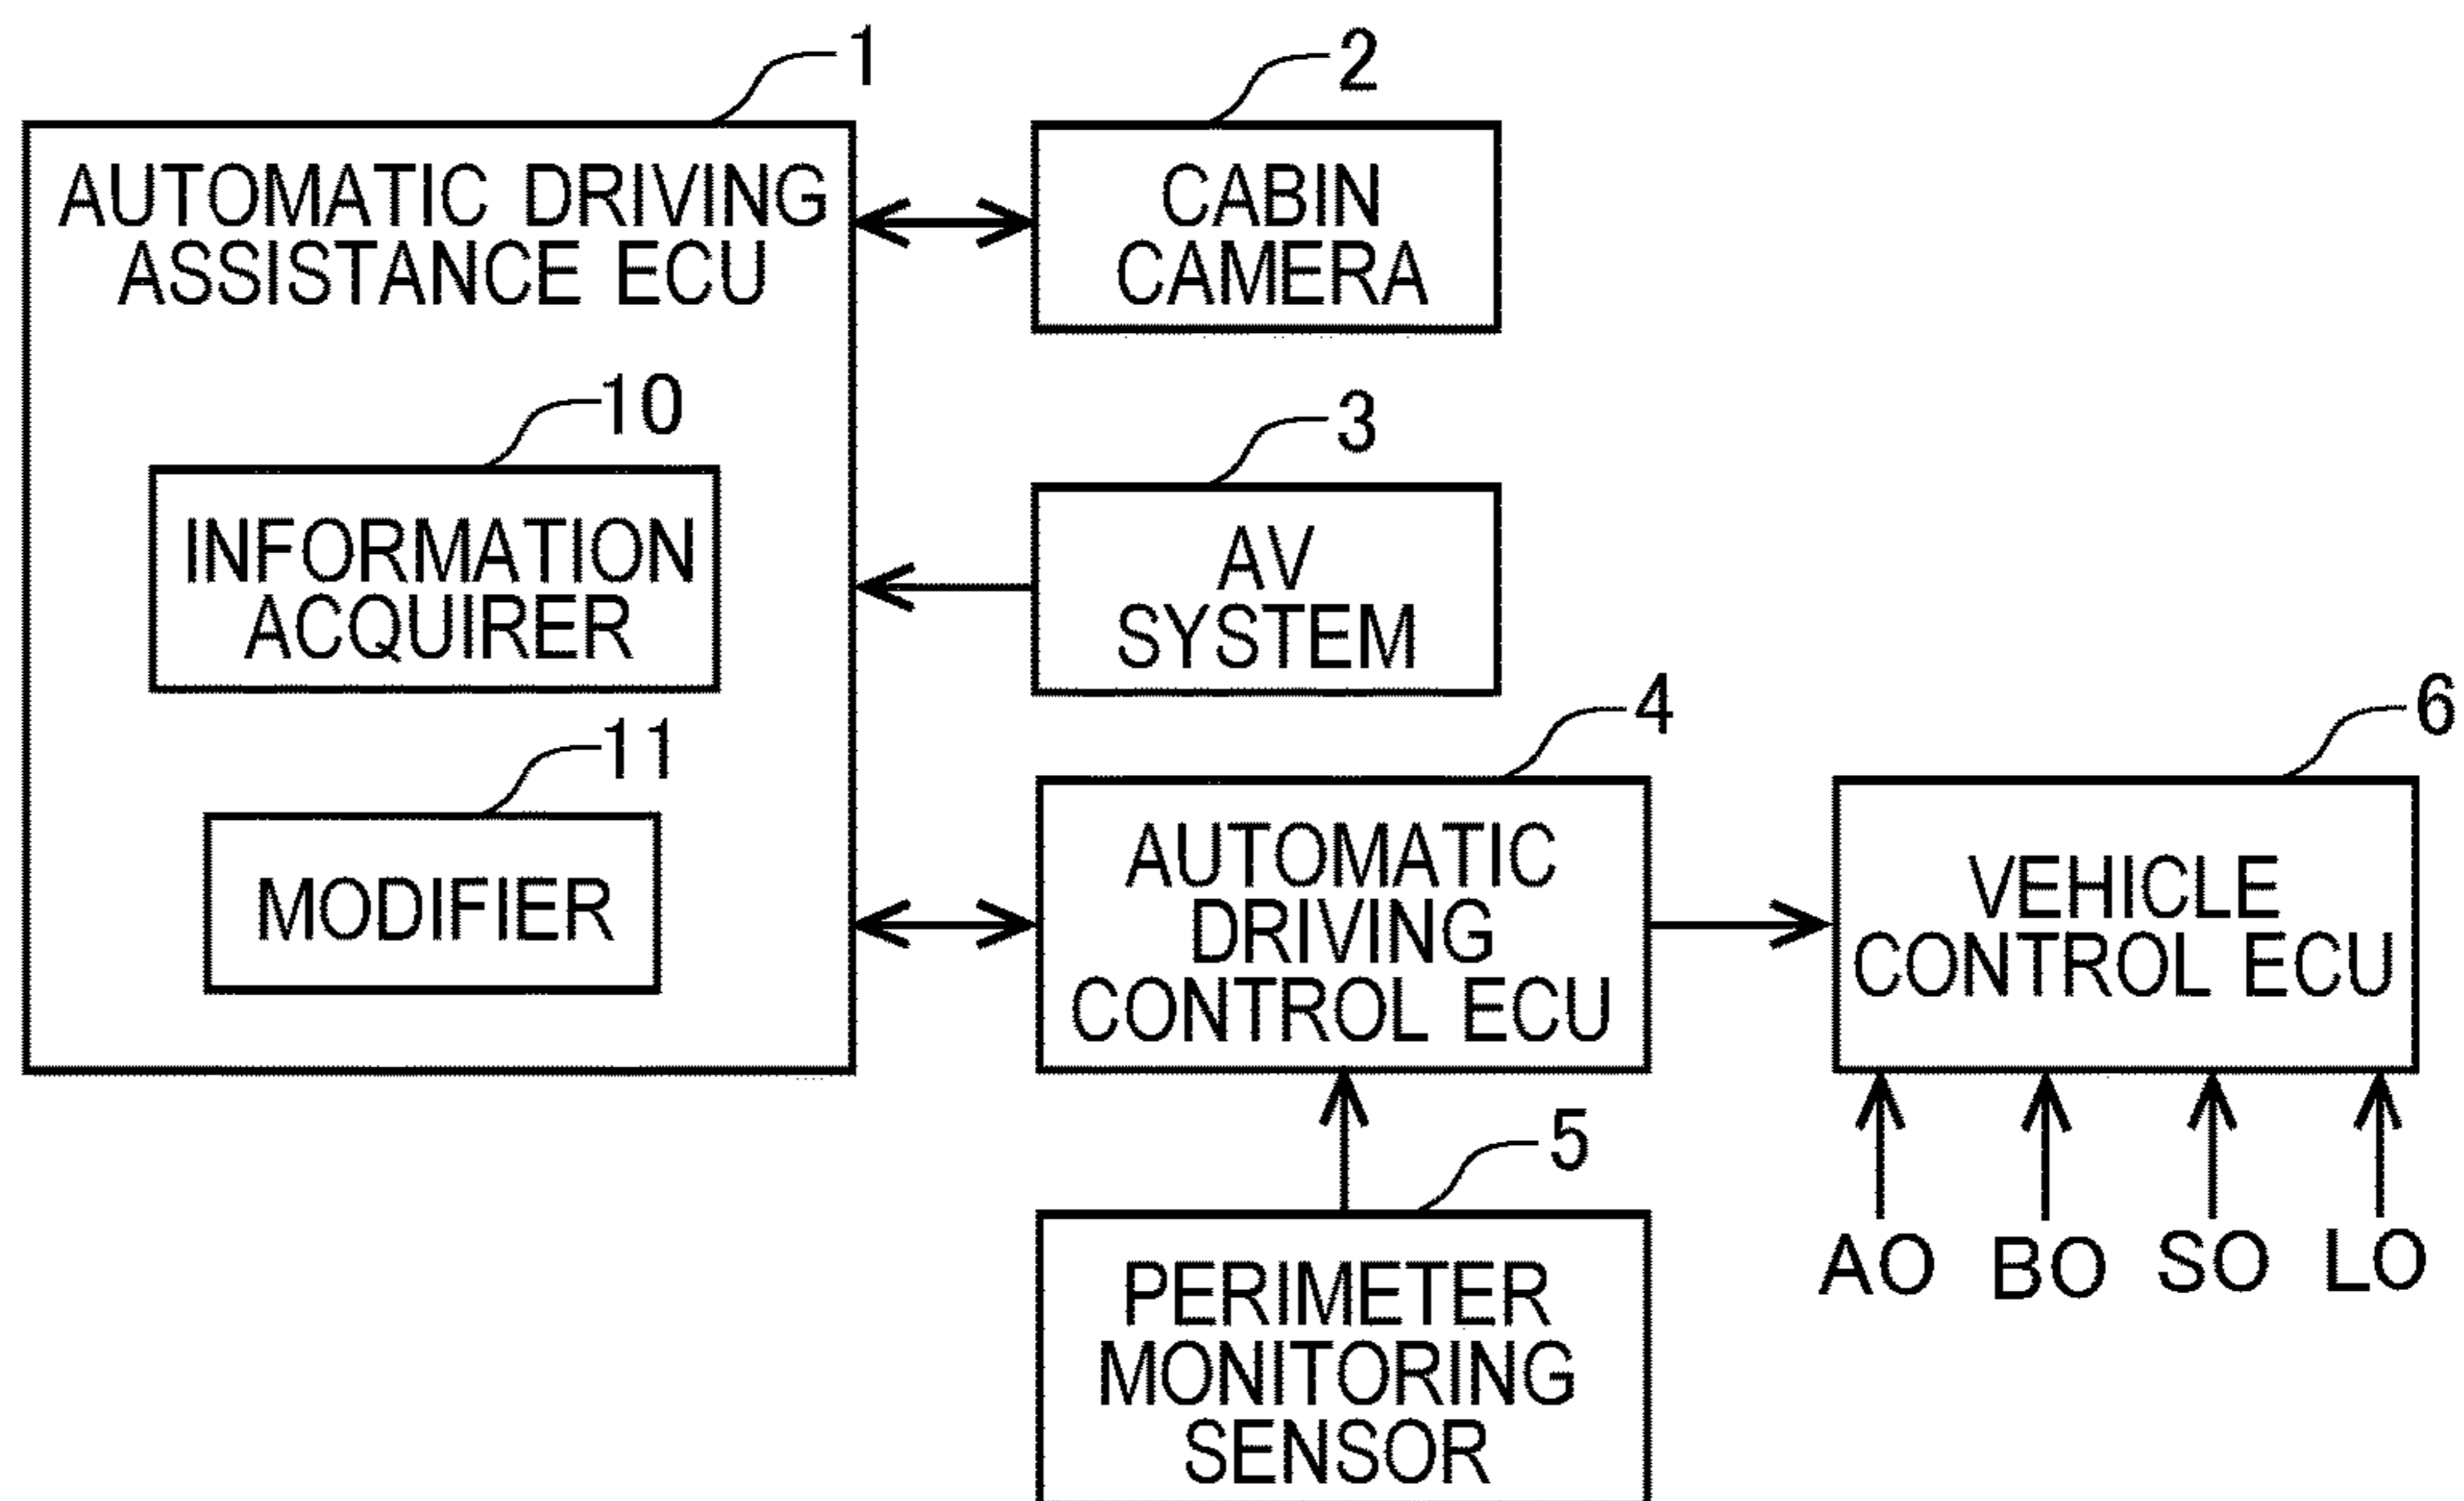 1
AUTOMATIC DRIVING
ASSISTANCE ECU
10
INFORMATION
ACQUIRER
11
MODIFIER
2
CABIN
CAMERA
3
AV
SYSTEM
4
AUTOMATIC
DRIVING
CONTROL ECU
5
PERIMETER
MONITORING
SENSOR
6
VEHICLE
CONTROL ECU
AO BO SO LO